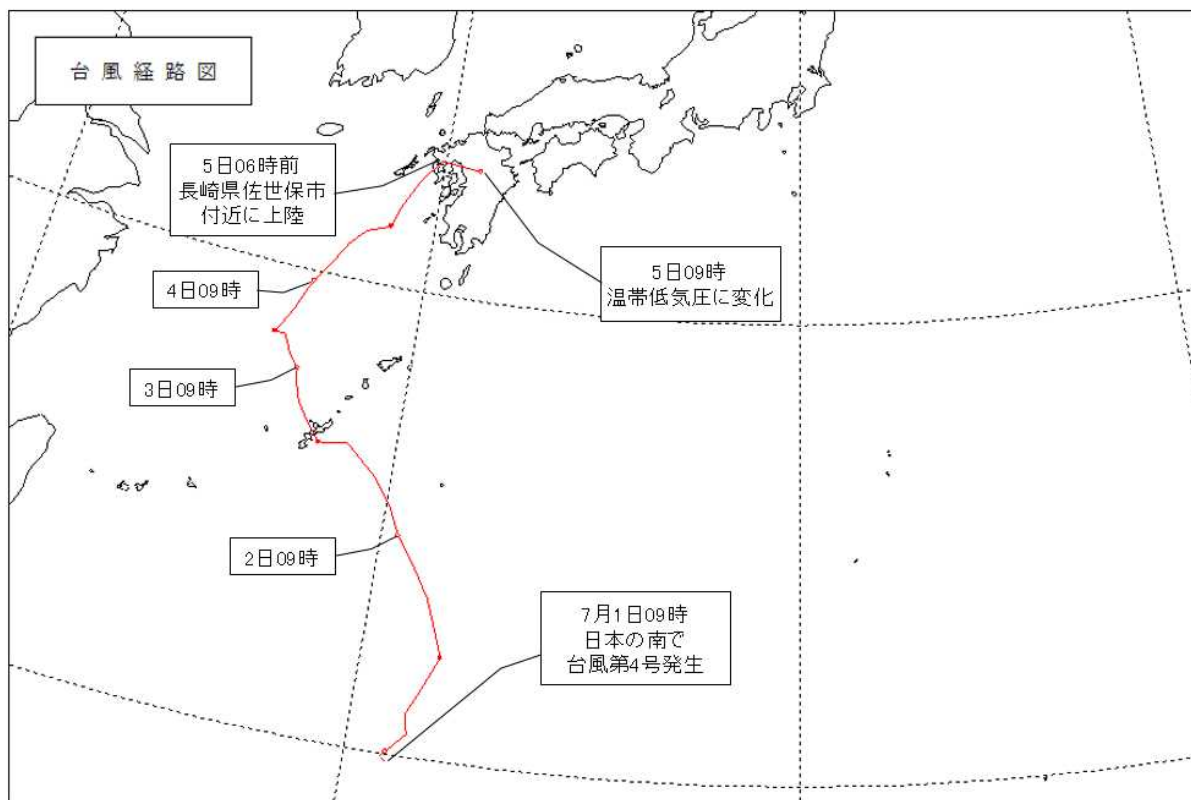 台風経路図
5日06時前
長崎県佐世保市
付近に上陸
5日09時
温帯低気圧に変化
4日09時
3日09時
2日09時
7月1日09時
日本の南で
台風第4号発生